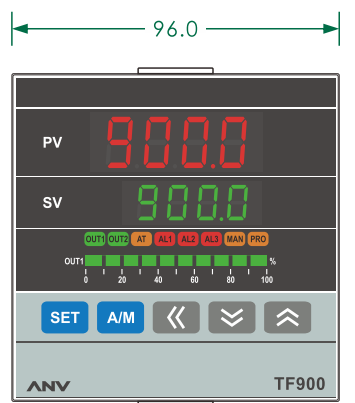 96.0
PV 900.0
SV 900.0
OUT1 OUT2 AT AL1 AL2 AL3 MAN PRO
OUT1 %
0 20 40 60 80 100
SET A/M
ANV TF900